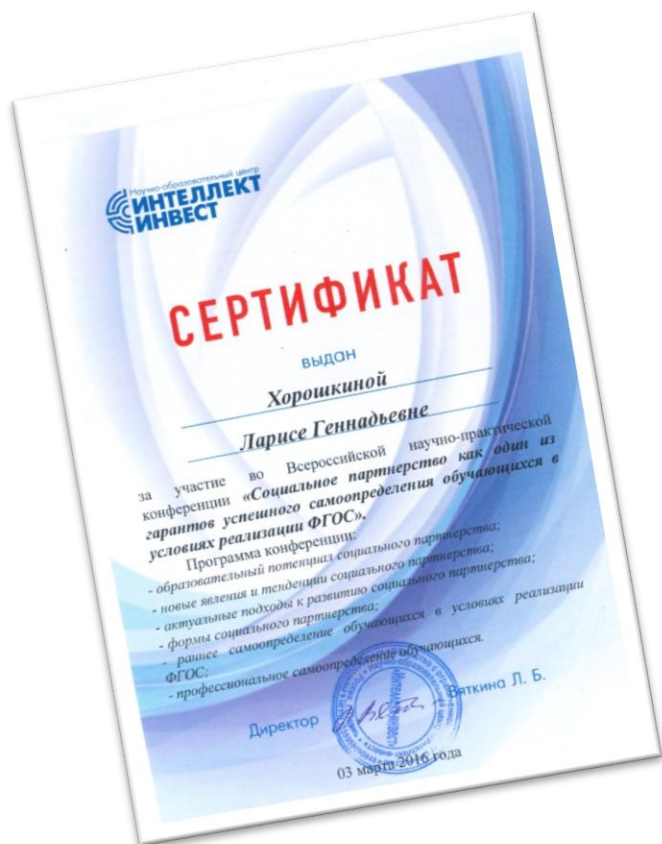 Научно-образовательный центр
ИНТЕЛЛЕКТ
ИНВЕСТ
СЕРТИФИКАТ
выдан
Хорошкиной
Ларисе Геннадьевне
за участие во Всероссийской научно-практической
конференции «Социальное партнерство как один из
гарантов успешного самоопределения обучающихся в
условиях реализации ФГОС».
Программа конференции:
- образовательный потенциал социального партнерства;
- новые явления и тенденции социального партнерства;
- актуальные подходы к развитию социального партнерства;
- формы социального партнерства;
- раннее самоопределение обучающихся в условиях реализации
ФГОС;
- профессиональное самоопределение обучающихся.
Директор Вяткина Л. Б.
03 марта 2016 года